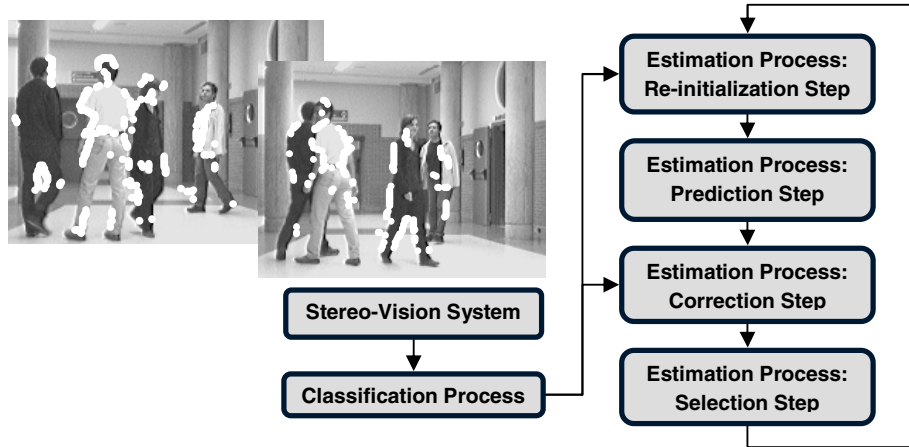 Estimation Process:
Re-initialization Step
Estimation Process:
Prediction Step
Estimation Process:
Correction Step
Stereo-Vision System
Classification Process
Estimation Process:
Selection Step